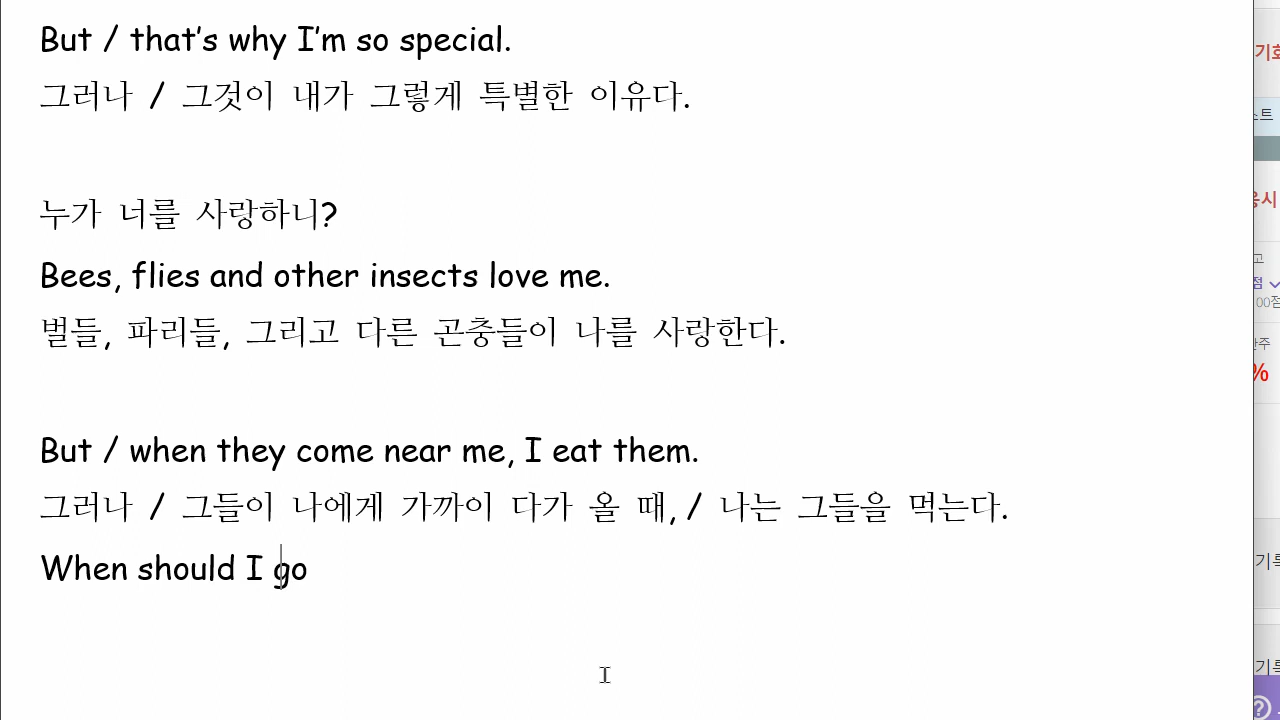 But / that's why I'm so special.
그러나 / 그것이 내가 그렇게 특별한 이유다.
누가 너를 사랑하니?
Bees, flies and other insects love me.
벌들, 파리들, 그리고 다른 곤충들이 나를 사랑한다.
But / when they come near me, I eat them.
그러나 / 그들이 나에게 가까이 다가 올 때, / 나는 그들을 먹는다.
When should I go